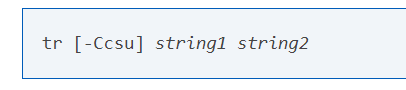 tr [-Ccsu] string1 string2